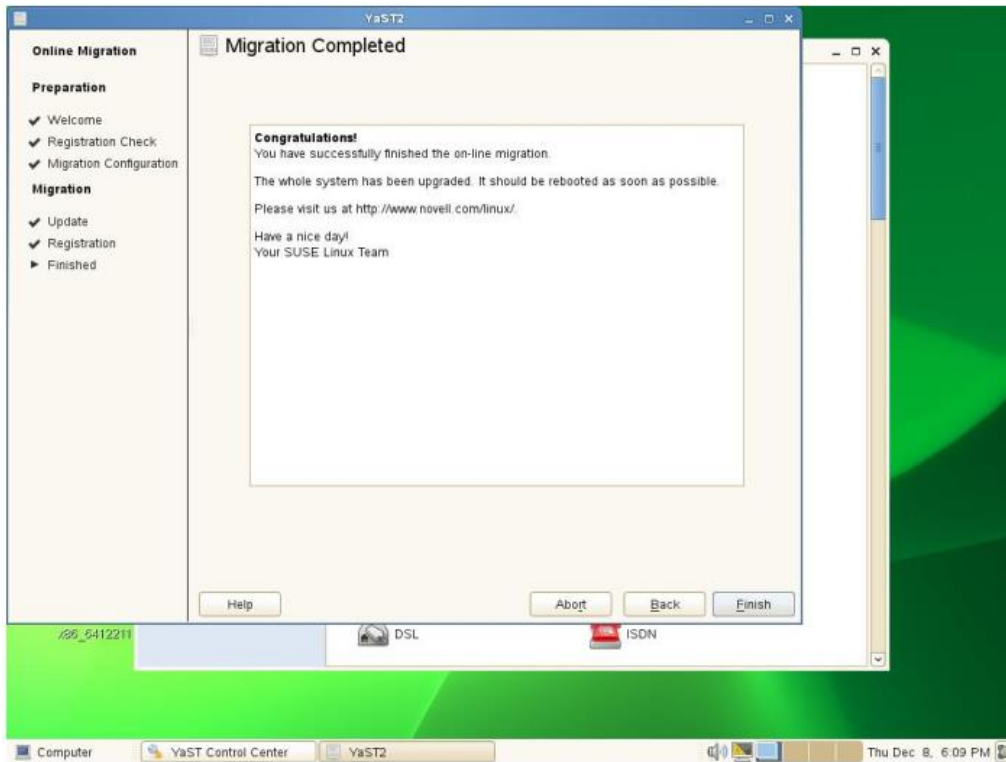 YaST2
Online Migration
Preparation
Welcome
Registration Check
Migration Configuration
Migration
Update
Registration
Finished
Migration Completed
Congratulations!
You have successfully finished the on-line migration.
The whole system has been upgraded. It should be rebooted as soon as possible.
Please visit us at http://www.novell.com/linux/.
Have a nice day!
Your SUSE Linux Team
Help
Abort
Back
Finish
x86_6412211
DSL
ISDN
Computer
YaST Control Center
YaST2
Thu Dec 8, 6:09 PM